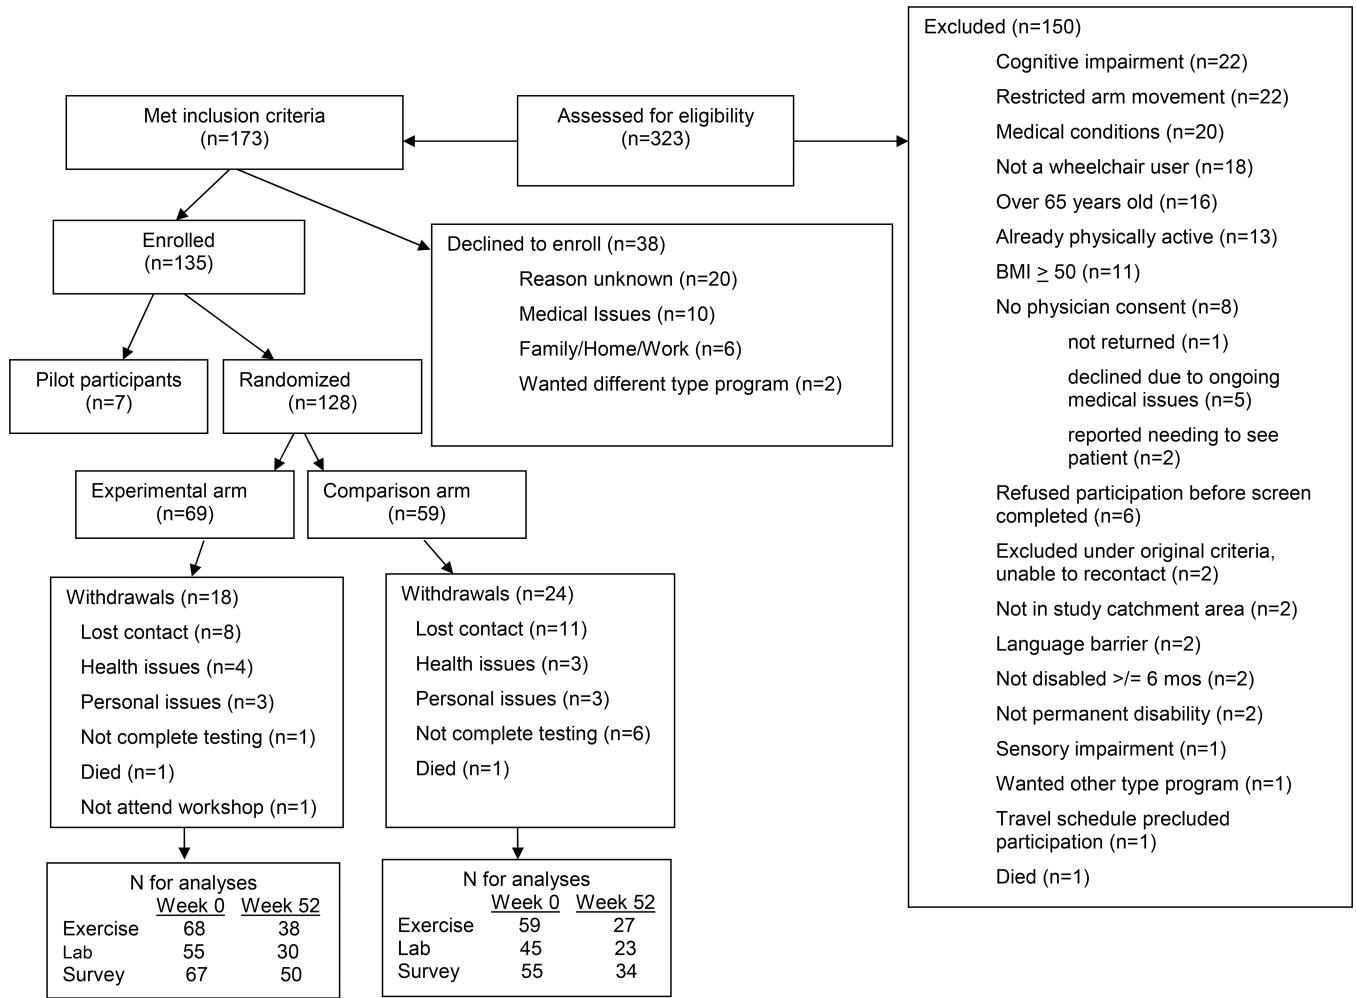 Assessed for eligibility
(n=323)
Met inclusion criteria
(n=173)
Excluded (n=150)
Cognitive impairment (n=22)
Restricted arm movement (n=22)
Medical conditions (n=20)
Not a wheelchair user (n=18)
Over 65 years old (n=16)
Already physically active (n=13)
BMI ≥ 50 (n=11)
No physician consent (n=8)
not returned (n=1)
declined due to ongoing
medical issues (n=5)
reported needing to see
patient (n=2)
Refused participation before screen
completed (n=6)
Excluded under original criteria,
unable to recontact (n=2)
Not in study catchment area (n=2)
Language barrier (n=2)
Not disabled >/= 6 mos (n=2)
Not permanent disability (n=2)
Sensory impairment (n=1)
Wanted other type program (n=1)
Travel schedule precluded
participation (n=1)
Died (n=1)
Enrolled
(n=135)
Declined to enroll (n=38)
Reason unknown (n=20)
Medical Issues (n=10)
Family/Home/Work (n=6)
Wanted different type program (n=2)
Pilot participants
(n=7)
Randomized
(n=128)
Experimental arm
(n=69)
Comparison arm
(n=59)
Withdrawals (n=18)
Lost contact (n=8)
Health issues (n=4)
Personal issues (n=3)
Not complete testing (n=1)
Died (n=1)
Not attend workshop (n=1)
Withdrawals (n=24)
Lost contact (n=11)
Health issues (n=3)
Personal issues (n=3)
Not complete testing (n=6)
Died (n=1)
N for analyses
Week 0 Week 52
Exercise 68 38
Lab 55 30
Survey 67 50
N for analyses
Week 0 Week 52
Exercise 59 27
Lab 45 23
Survey 55 34